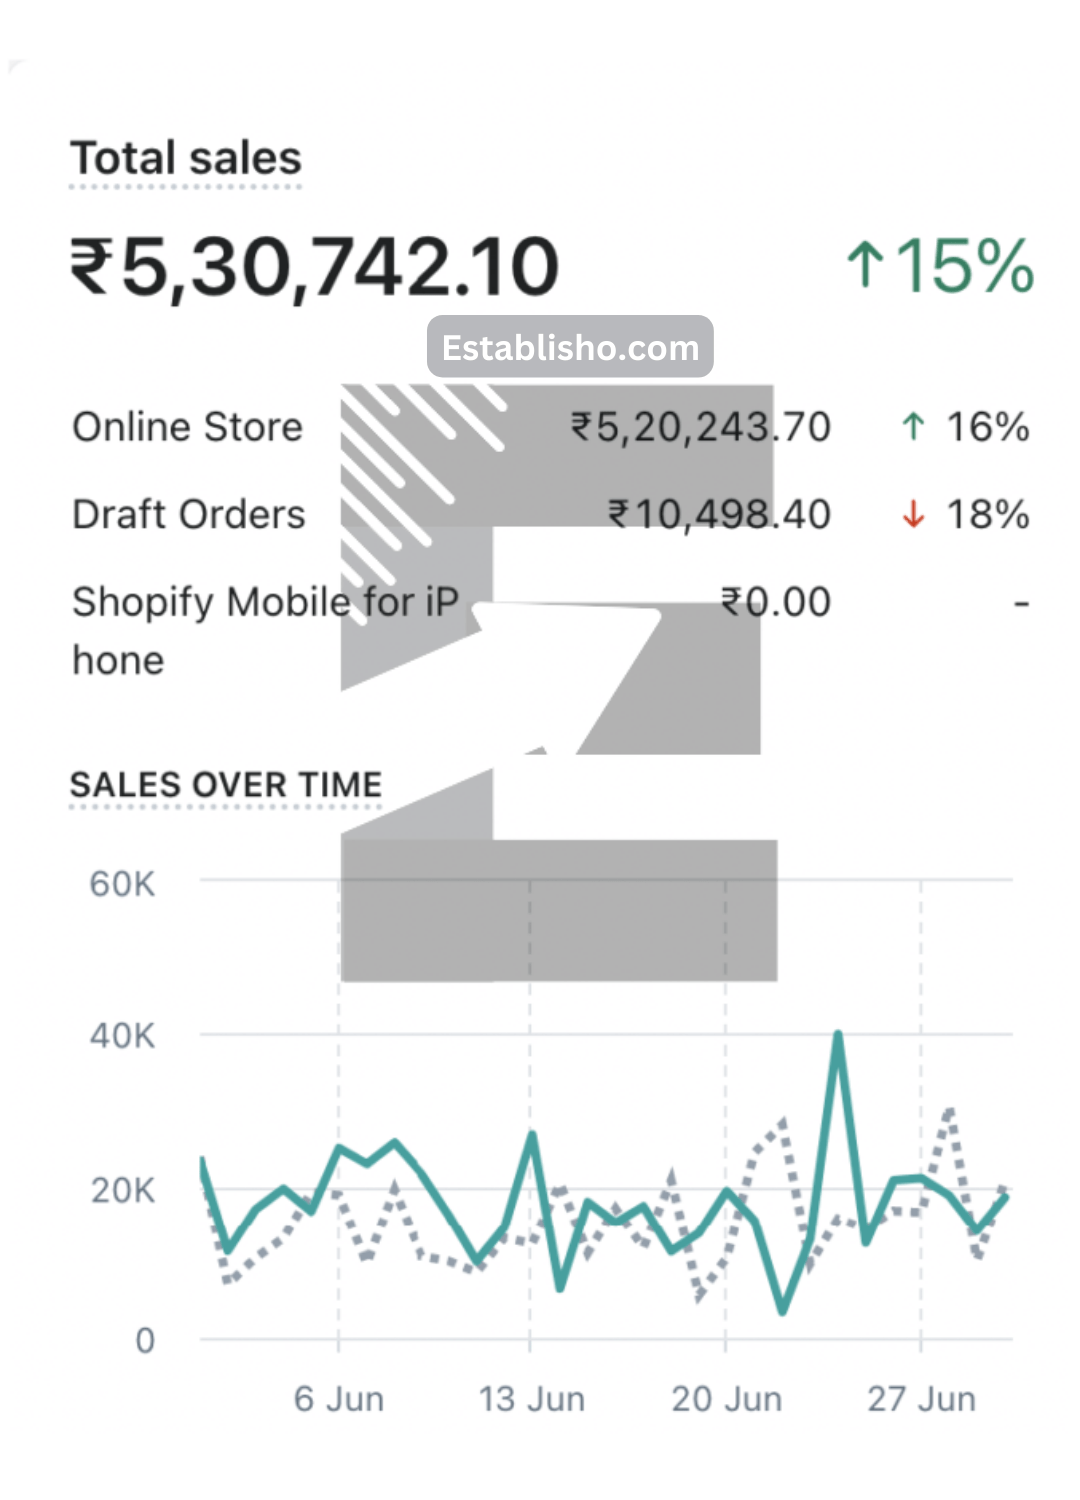 Total sales
₹5,30,742.10 ↑15%
Establisho.com
Online Store ₹5,20,243.70 ↑ 16%
Draft Orders ₹10,498.40 ↓ 18%
Shopify Mobile for iP ₹0.00 -
hone
SALES OVER TIME
60K
40K
20K
0
6 Jun 13 Jun 20 Jun 27 Jun